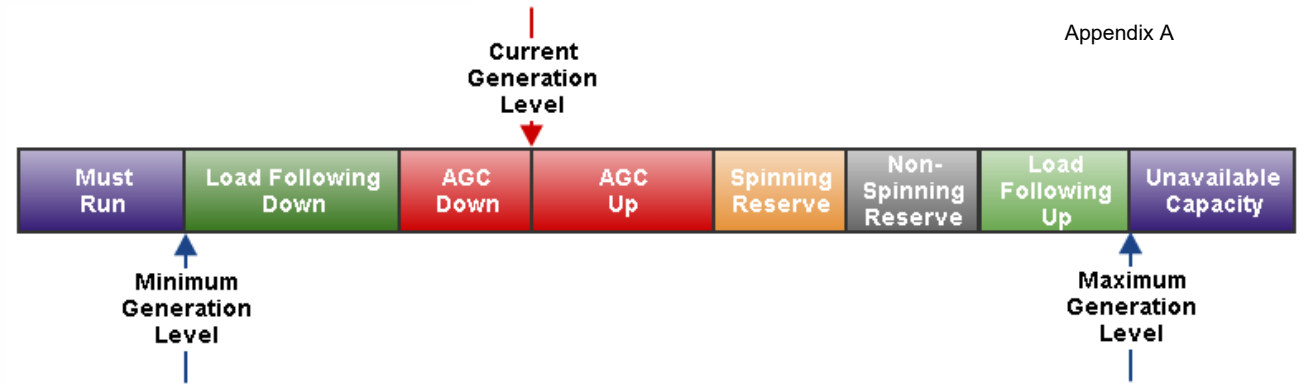 Appendix A
Current
Generation
Level
Must
Run
Load Following
Down
AGC
Down
AGC
Up
Spinning
Reserve
Non-
Spinning
Reserve
Load
Following
Up
Unavailable
Capacity
Minimum
Generation
Level
Maximum
Generation
Level